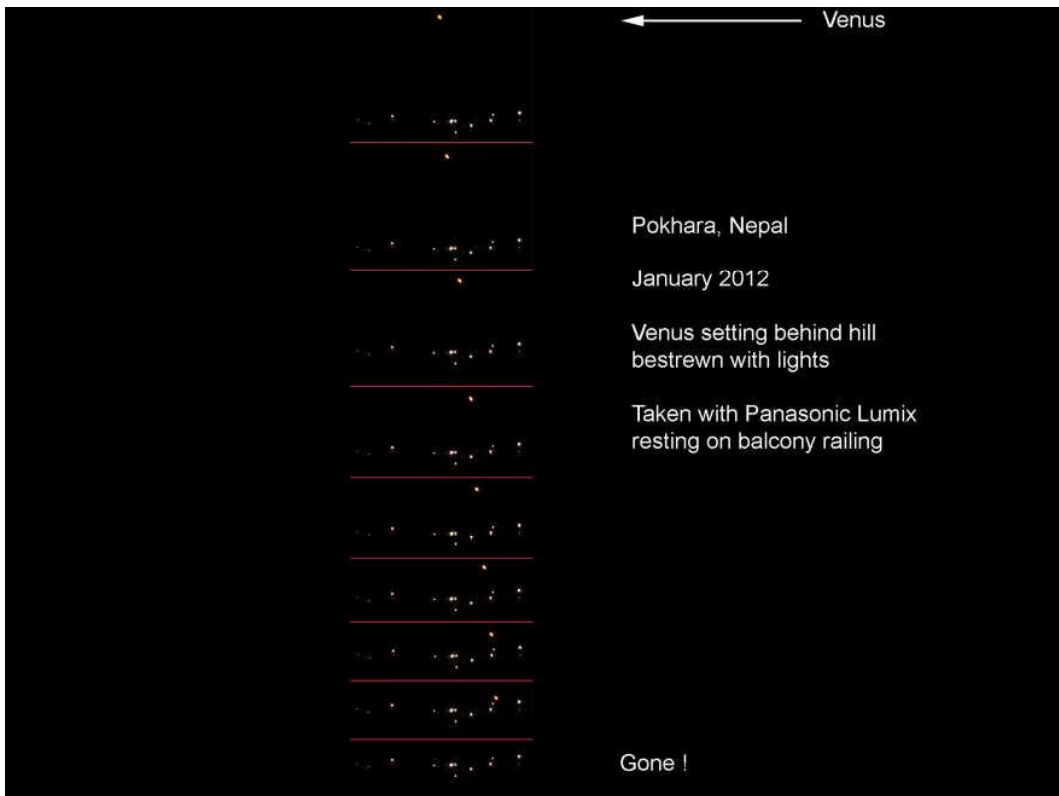 Venus
Pokhara, Nepal
January 2012
Venus setting behind hill
bestrewn with lights
Taken with Panasonic Lumix
resting on balcony railing
Gone !